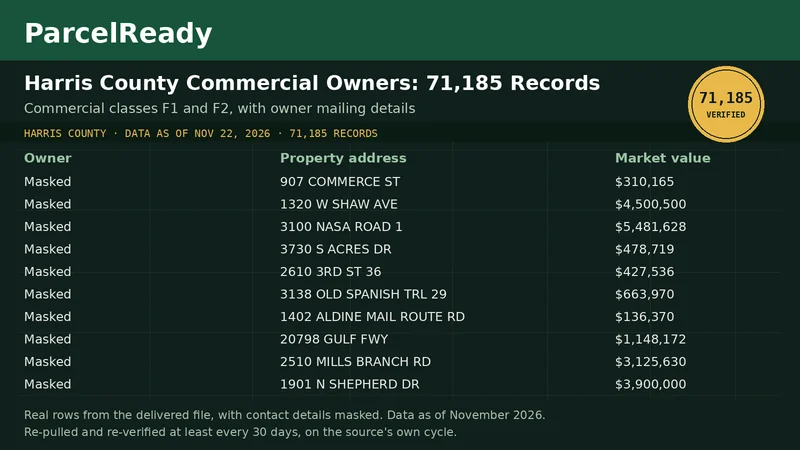 ParcelReady
Harris County Commercial Owners: 71,185 Records
Commercial classes F1 and F2, with owner mailing details
71,185
VERIFIED
HARRIS COUNTY · DATA AS OF NOV 22, 2026 · 71,185 RECORDS
Owner Property address Market value
Masked 907 COMMERCE ST $310,165
Masked 1320 W SHAW AVE $4,500,500
Masked 3100 NASA ROAD 1 $5,481,628
Masked 3730 S ACRES DR $478,719
Masked 2610 3RD ST 36 $427,536
Masked 3138 OLD SPANISH TRL 29 $663,970
Masked 1402 ALDINE MAIL ROUTE RD $136,370
Masked 20798 GULF FWY $1,148,172
Masked 2510 MILLS BRANCH RD $3,125,630
Masked 1901 N SHEPHERD DR $3,900,000
Real rows from the delivered file, with contact details masked. Data as of November 2026.
Re-pulled and re-verified at least every 30 days, on the source's own cycle.